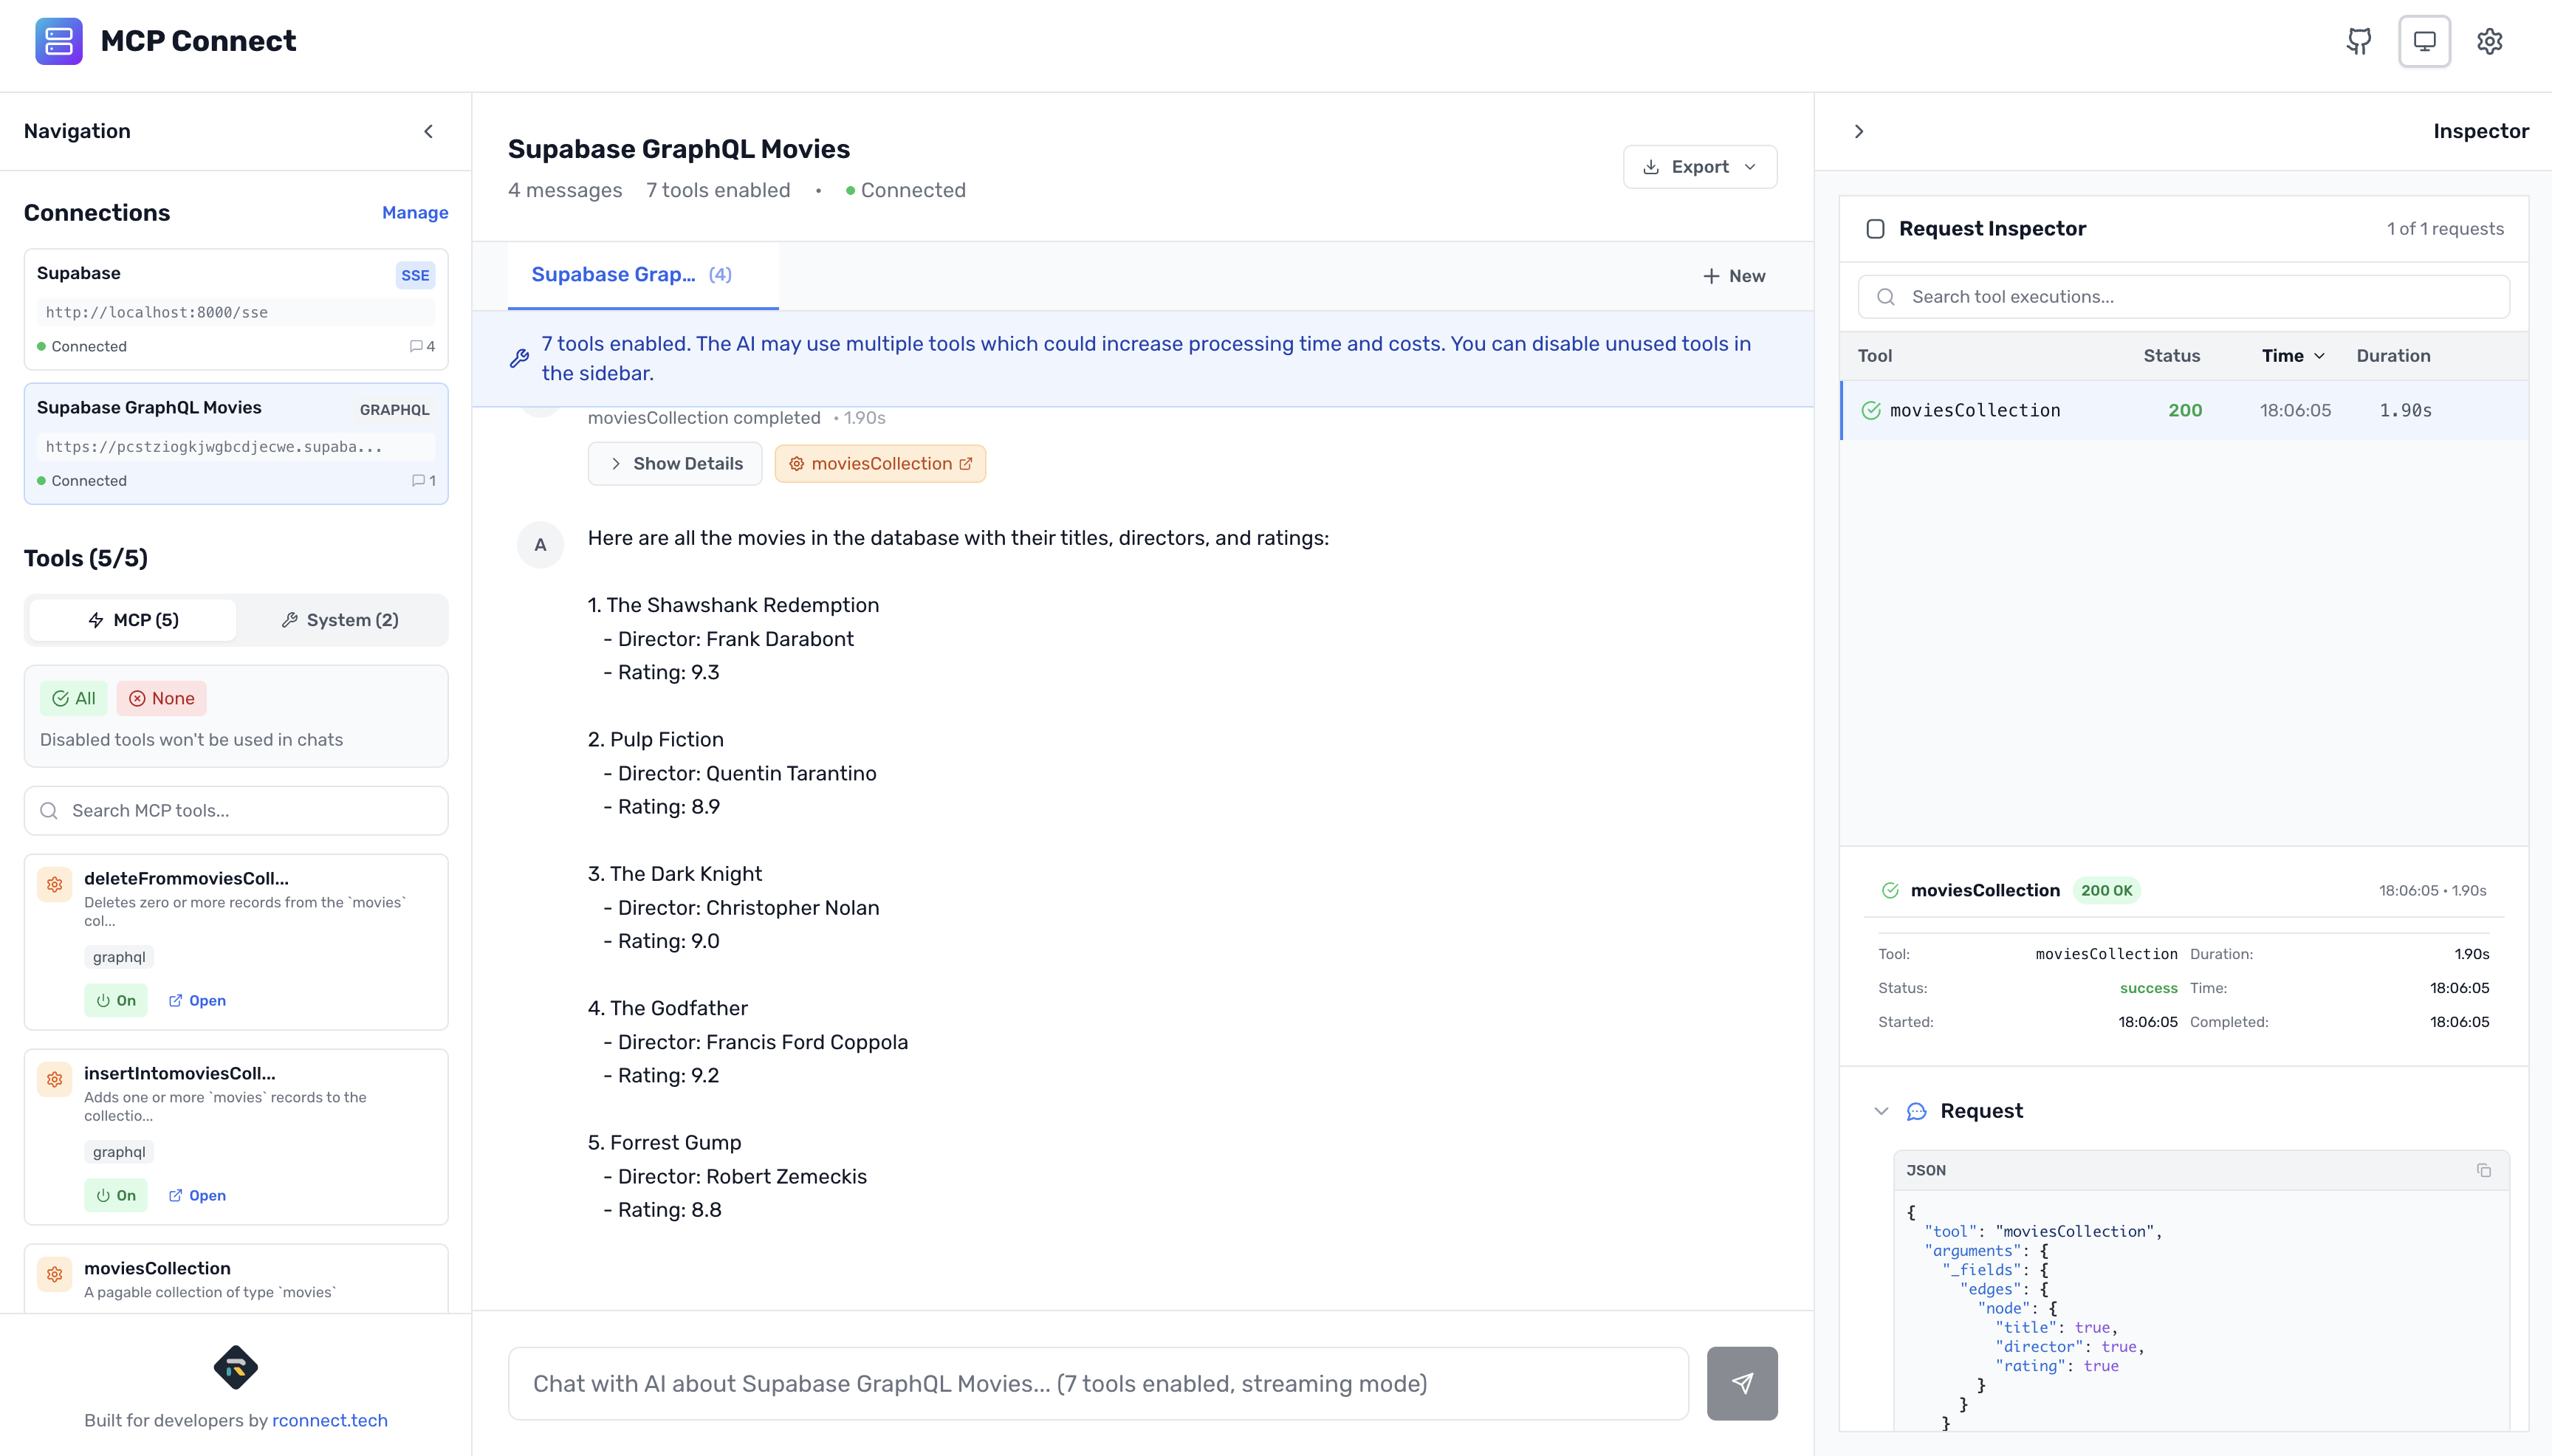 MCP Connect
Navigation
Connections
Manage
Supabase
SSE
http://localhost:8000/sse
Connected
4
Supabase GraphQL Movies
GRAPHQL
https://pcstziogkjwgbcdjecwe.supaba...
Connected
1
Tools (5/5)
MCP (5)
System (2)
All
None
Disabled tools won't be used in chats
Search MCP tools...
deleteFrommoviesColl...
Deletes zero or more records from the `movies`
col...
graphql
On
Open
insertIntomoviesColl...
Adds one or more `movies` records to the
collectio...
graphql
On
Open
moviesCollection
A pagable collection of type `movies`
Built for developers by rconnect.tech
Supabase GraphQL Movies
4 messages 7 tools enabled • Connected
Export
Supabase Grap... (4)
New
7 tools enabled. The AI may use multiple tools which could increase processing time and costs. You can disable unused tools in
the sidebar.
moviesCollection completed • 1.90s
Show Details
moviesCollection
A
Here are all the movies in the database with their titles, directors, and ratings:
1. The Shawshank Redemption
- Director: Frank Darabont
- Rating: 9.3
2. Pulp Fiction
- Director: Quentin Tarantino
- Rating: 8.9
3. The Dark Knight
- Director: Christopher Nolan
- Rating: 9.0
4. The Godfather
- Director: Francis Ford Coppola
- Rating: 9.2
5. Forrest Gump
- Director: Robert Zemeckis
- Rating: 8.8
Chat with AI about Supabase GraphQL Movies... (7 tools enabled, streaming mode)
Inspector
Request Inspector
1 of 1 requests
Search tool executions...
Tool Status Time Duration
moviesCollection 200 18:06:05 1.90s
moviesCollection 200 OK 18:06:05 • 1.90s
Tool: moviesCollection Duration: 1.90s
Status: success Time: 18:06:05
Started: 18:06:05 Completed: 18:06:05
Request
JSON
{
"tool": "moviesCollection",
"arguments": {
"_fields": {
"edges": {
"node": {
"title": true,
"director": true,
"rating": true
}
}
}